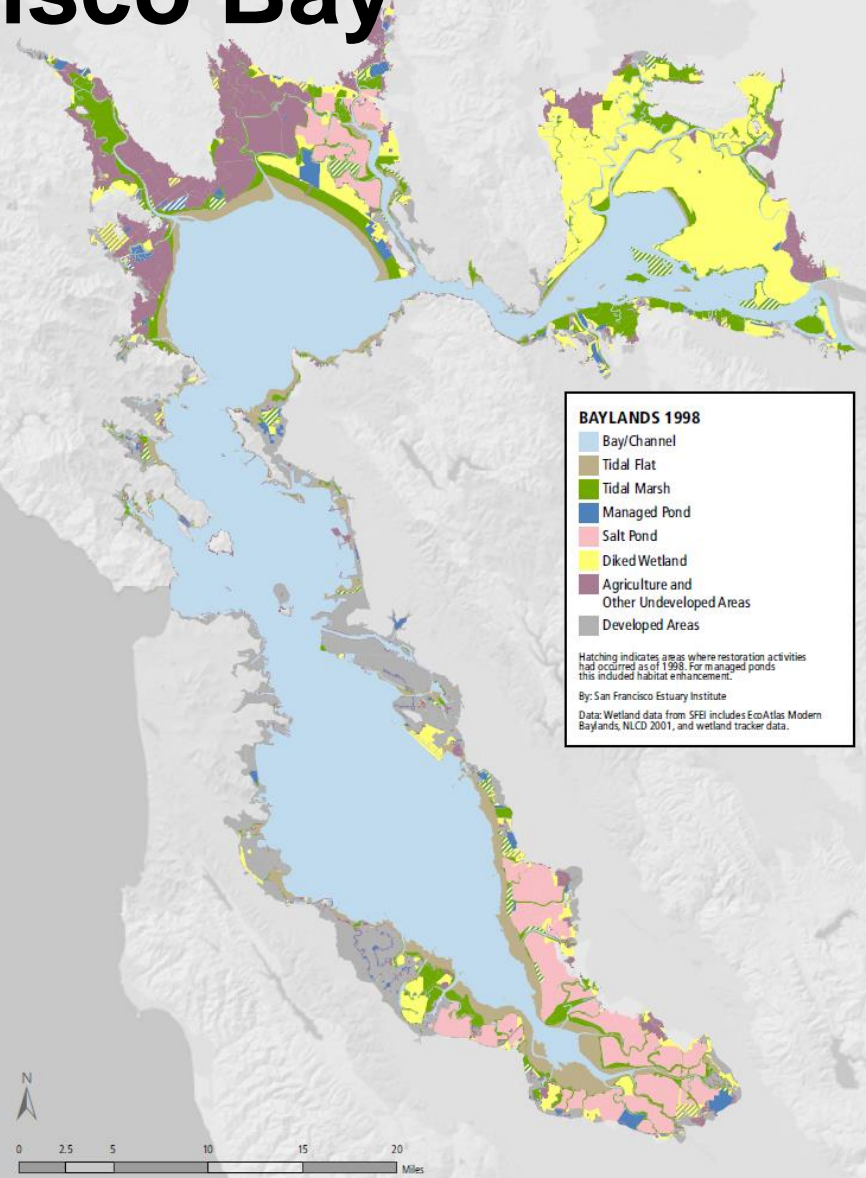 isco Bay
BAYLANDS 1998
Bay/Channel
Tidal Flat
Tidal Marsh
Managed Pond
Salt Pond
Diked Wetland
Agriculture and
Other Undeveloped Areas
Developed Areas
Hatching indicates areas where restoration activities
had occurred as of 1998. For managed ponds
this included habitat enhancement.
By: San Francisco Estuary Institute
Data: Wetland data from SFEI includes EcoAtlas Modern
Baylands, NLCD 2001, and wetland tracker data.
N
0 2.5 5 10 15 20
Miles